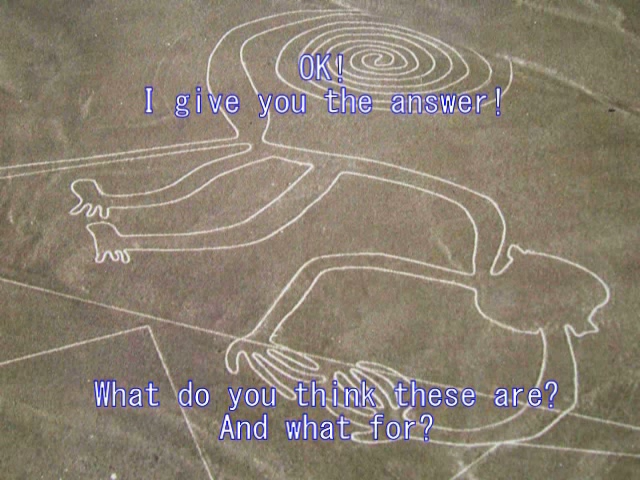 OK!
I give you the answer!
What do you think these are?
And what for?